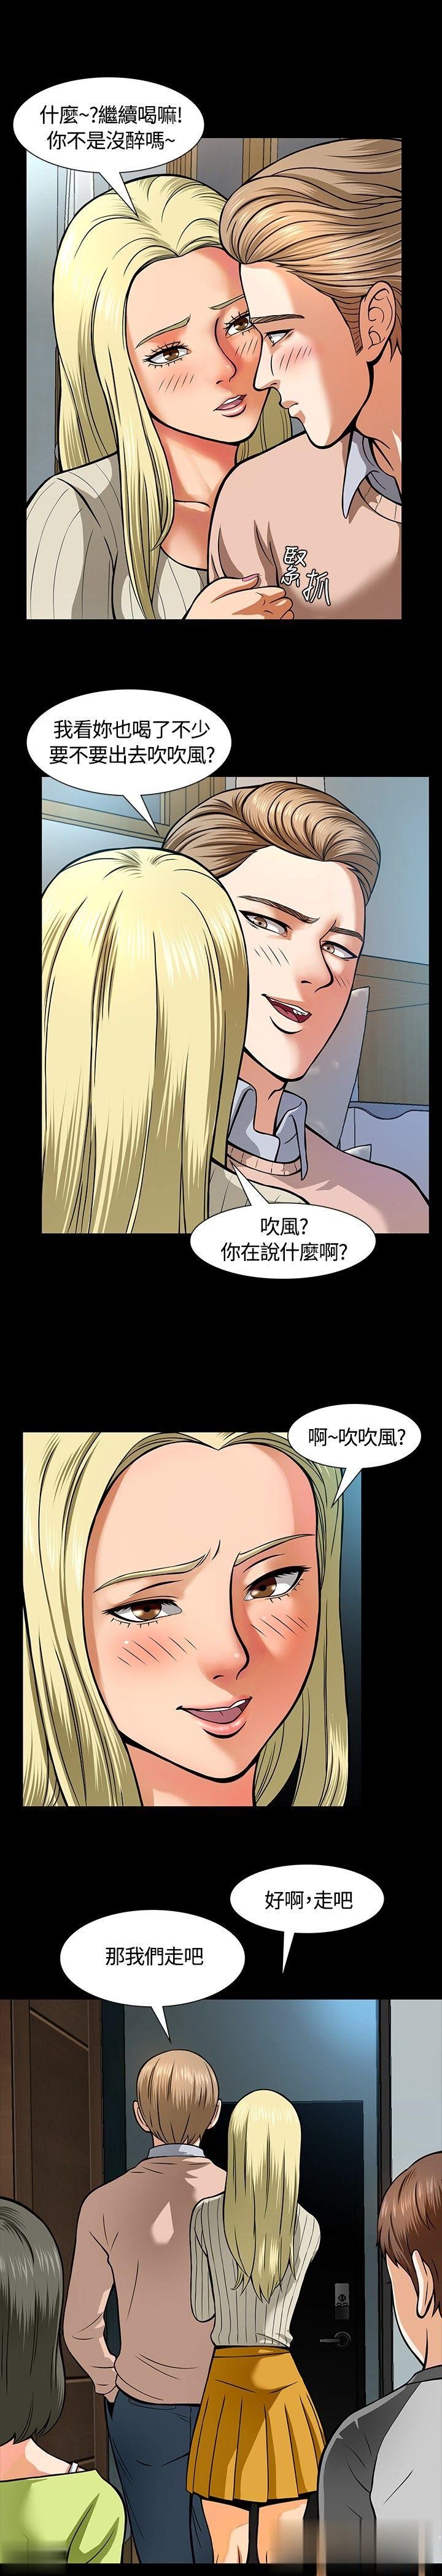 什麼~?繼續喝嘛!
你不是沒醉嗎~
緊抓
我看妳也喝了不少
要不要出去吹吹風?
吹風?
你在說什麼啊?
啊~吹吹風?
好啊,走吧
那我們走吧